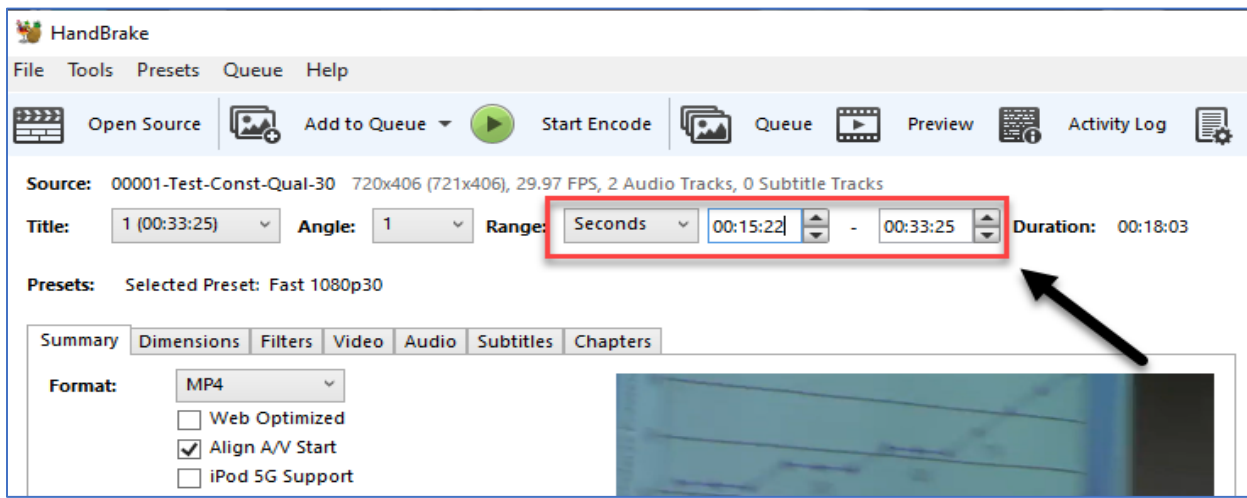 HandBrake
File Tools Presets Queue Help
Open Source Add to Queue Start Encode Queue Preview Activity Log
Source: 00001-Test-Const-Qual-30 720x406 (721x406), 29.97 FPS, 2 Audio Tracks, 0 Subtitle Tracks
Title: 1 (00:33:25) Angle: 1 Range: Seconds 00:15:22 - 00:33:25 Duration: 00:18:03
Presets: Selected Preset: Fast 1080p30
Summary Dimensions Filters Video Audio Subtitles Chapters
Format: MP4
Web Optimized
Align A/V Start
iPod 5G Support